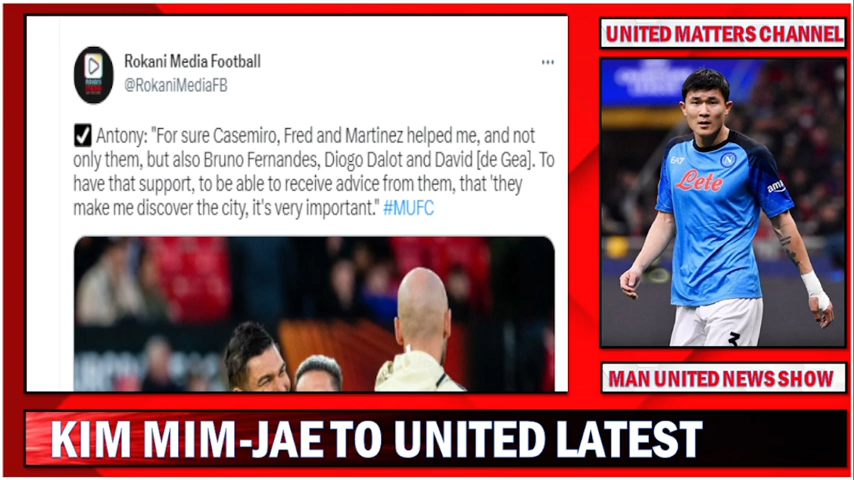 Rokani Media Football
@RokaniMediaFB
Antony: "For sure Casemiro, Fred and Martinez helped me, and not
only them, but also Bruno Fernandes, Diogo Dalot and David [de Gea]. To
have that support, to be able to receive advice from them, that 'they
make me discover the city, it's very important." #MUFC
UNITED MATTERS CHANNEL
EA7
Lete
3
MAN UNITED NEWS SHOW
KIM MIM-JAE TO UNITED LATEST